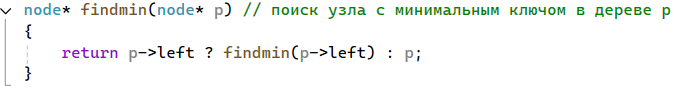 node* findmin(node* p) // поиск узла с минимальным ключом в дереве p
{
    return p->left ? findmin(p->left) : p;
}